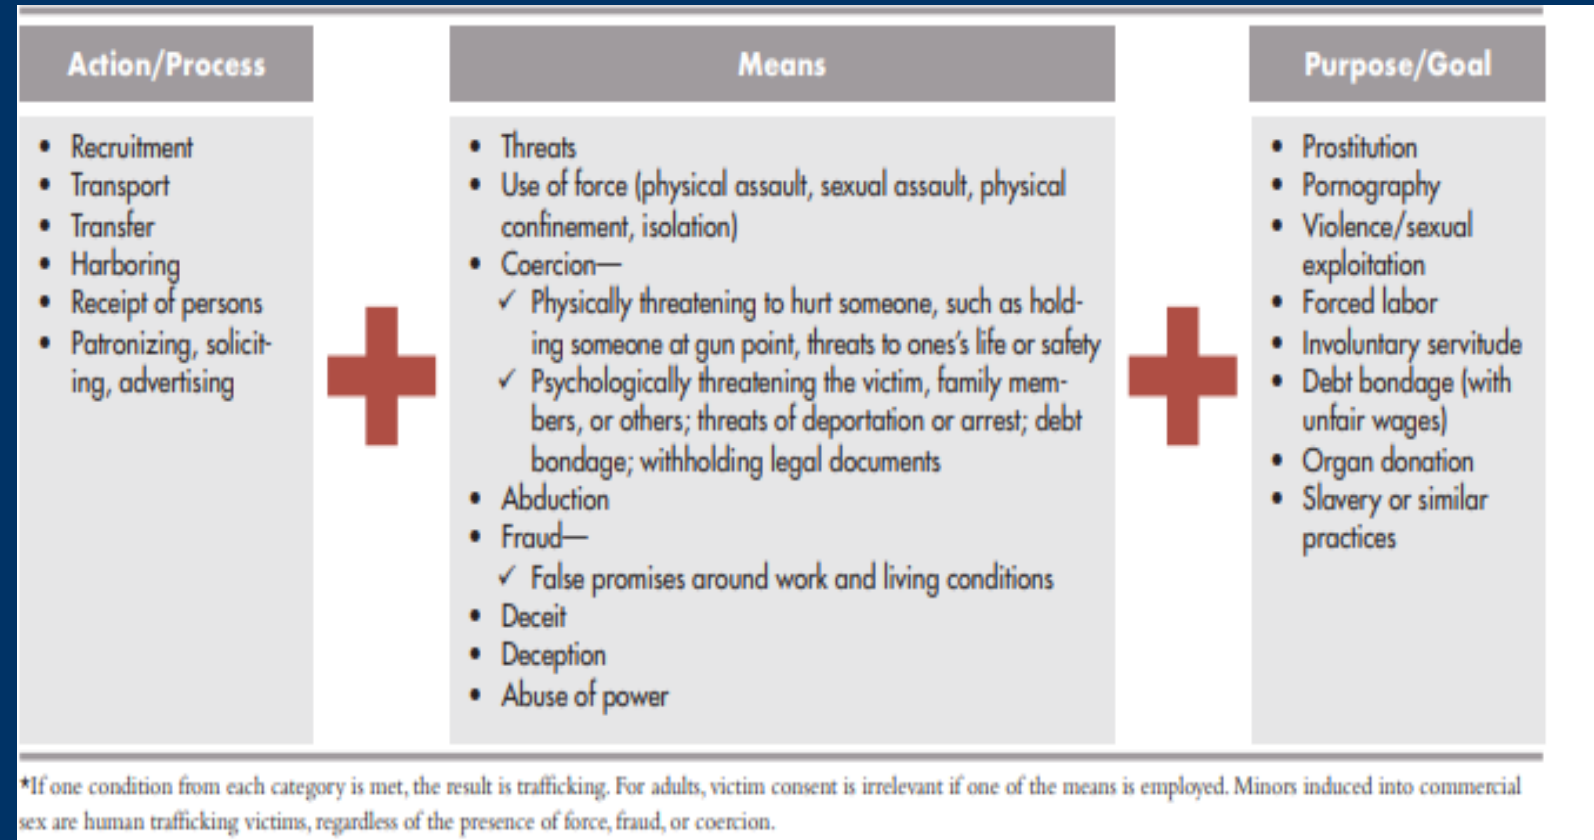 Action/Process
• Recruitment
• Transport
• Transfer
• Harboring
• Receipt of persons
• Patronizing, solicit-
ing, advertising
Means
• Threats
• Use of force (physical assault, sexual assault, physical
confinement, isolation)
• Coercion—
✓ Physically threatening to hurt someone, such as hold-
ing someone at gun point, threats to ones's life or safety
✓ Psychologically threatening the victim, family mem-
bers, or others; threats of deportation or arrest; debt
bondage; withholding legal documents
• Abduction
• Fraud—
✓ False promises around work and living conditions
• Deceit
• Deception
• Abuse of power
Purpose/Goal
• Prostitution
• Pornography
• Violence/sexual
exploitation
• Forced labor
• Involuntary servitude
• Debt bondage (with
unfair wages)
• Organ donation
• Slavery or similar
practices
*If one condition from each category is met, the result is trafficking. For adults, victim consent is irrelevant if one of the means is employed. Minors induced into commercial
sex are human trafficking victims, regardless of the presence of force, fraud, or coercion.